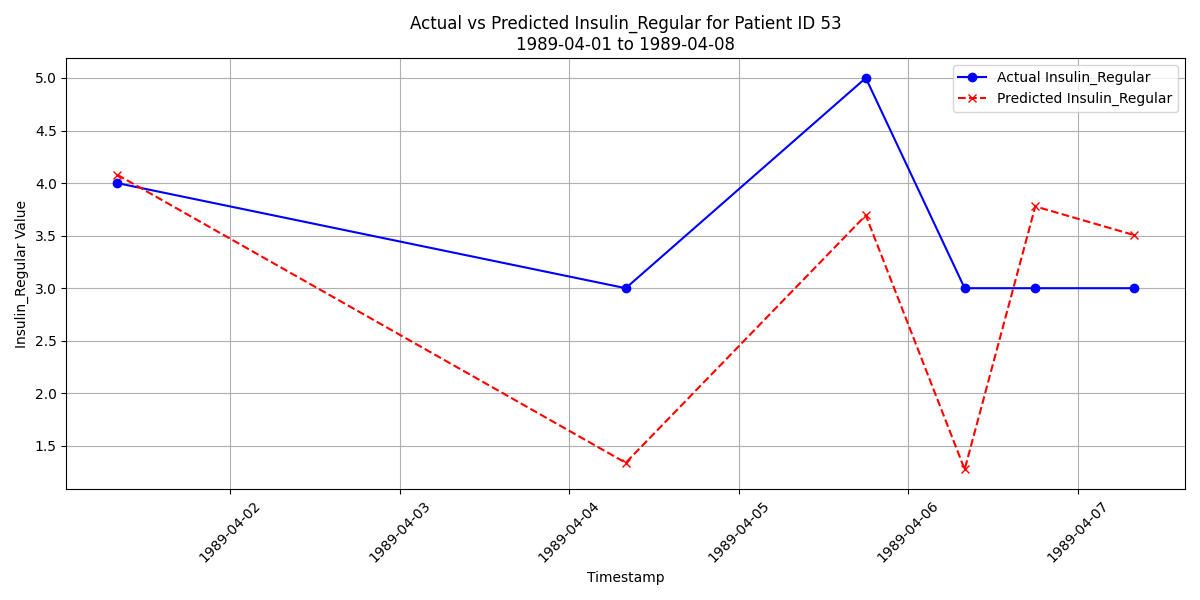 Actual vs Predicted Insulin_Regular for Patient ID 53
1989-04-01 to 1989-04-08
Actual Insulin_Regular
Predicted Insulin_Regular
Insulin_Regular Value
5.0
4.5
4.0
3.5
3.0
2.5
2.0
1.5
1989-04-02
1989-04-03
1989-04-04
1989-04-05
1989-04-06
1989-04-07
Timestamp